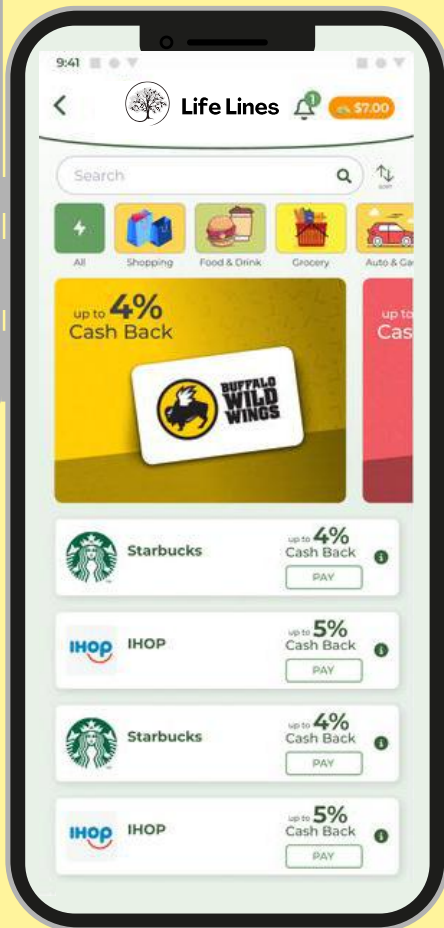 9:41
Life Lines
1
$7.00
Search
SORT
All Shopping Food & Drink Grocery Auto & Ga
up to 4%
Cash Back
BUFFALO
WILD
WINGS
up to
Cas
Starbucks
up to 4%
Cash Back
PAY
IHOP
IHOP
up to 5%
Cash Back
PAY
Starbucks
up to 4%
Cash Back
PAY
IHOP
IHOP
up to 5%
Cash Back
PAY